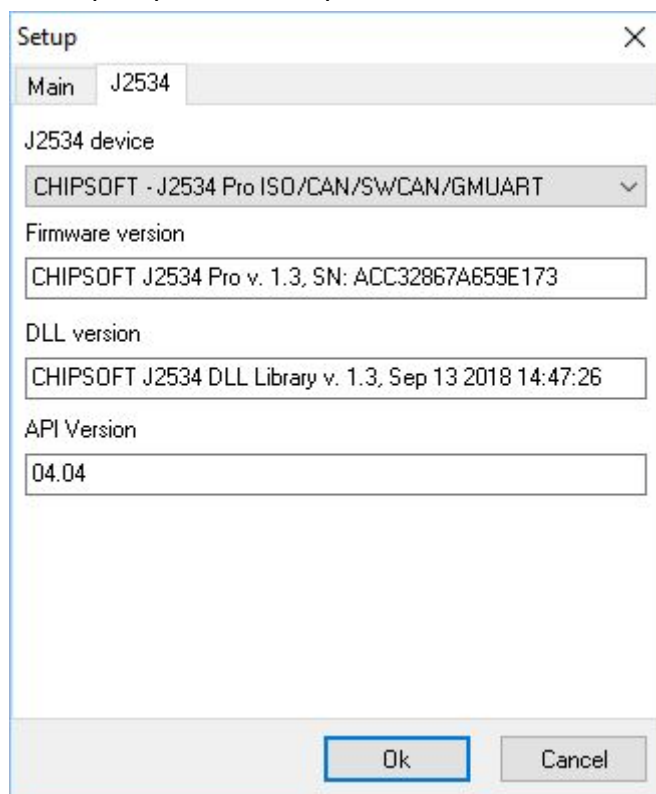 Setup
Main J2534
J2534 device
CHIPSOFT - J2534 Pro ISO/CAN/SWCAN/GMUART
Firmware version
CHIPSOFT J2534 Pro v. 1.3, SN: ACC32867A659E173
DLL version
CHIPSOFT J2534 DLL Library v. 1.3, Sep 13 2018 14:47:26
API Version
04.04
Ok Cancel